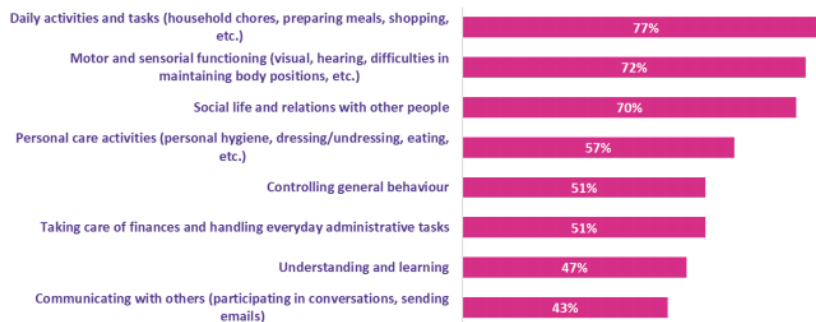 Daily activities and tasks (household chores, preparing meals, shopping,
etc.)
77%
Motor and sensorial functioning (visual, hearing, difficulties in
maintaining body positions, etc.)
72%
Social life and relations with other people
70%
Personal care activities (personal hygiene, dressing/undressing, eating,
etc.)
57%
Controlling general behaviour
51%
Taking care of finances and handling everyday administrative tasks
51%
Understanding and learning
47%
Communicating with others (participating in conversations, sending
emails)
43%